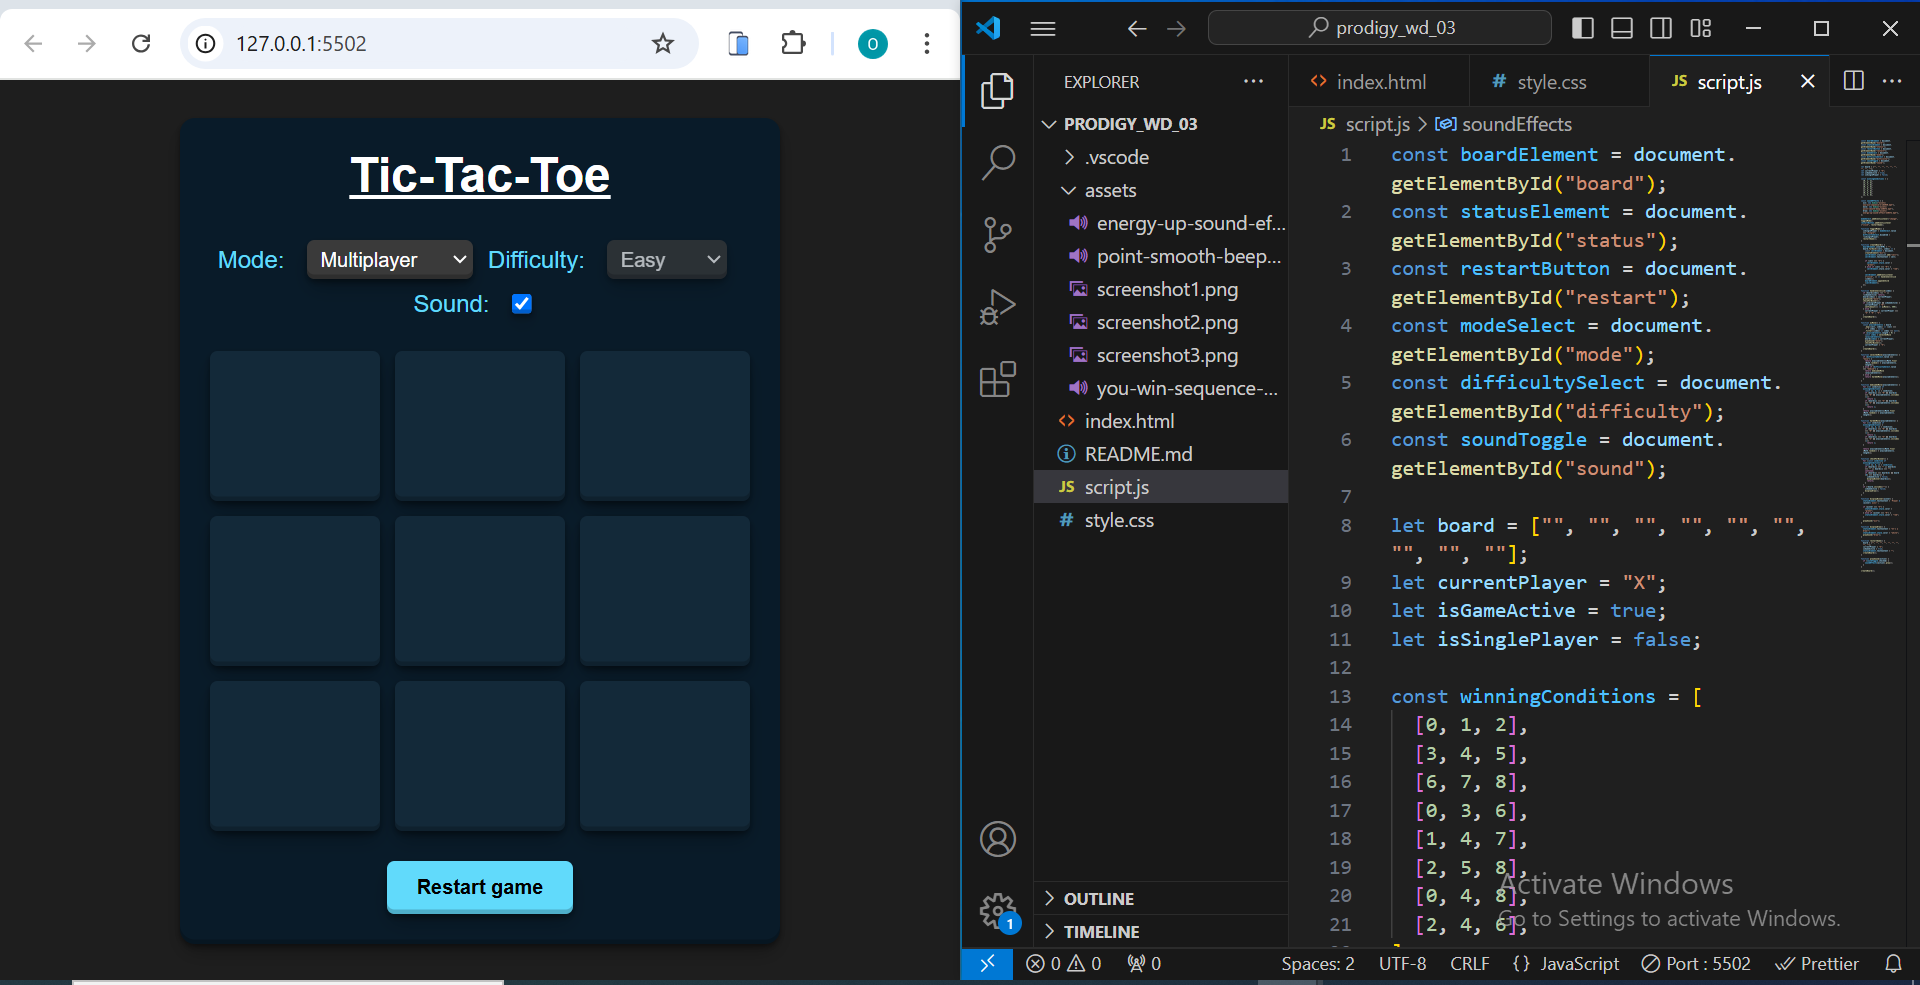 127.0.0.1:5502
O
Tic-Tac-Toe
Mode:
Multiplayer
Difficulty:
Easy
Sound:
Restart game
prodigy_wd_03
EXPLORER
PRODIGY_WD_03
.vscode
assets
energy-up-sound-ef...
point-smooth-beep...
screenshot1.png
screenshot2.png
screenshot3.png
you-win-sequence-...
index.html
README.md
JS script.js
# style.css
OUTLINE
TIMELINE
1
index.html
# style.css
JS script.js
JS script.js > soundEffects
1 const boardElement = document.
getElementById("board");
2 const statusElement = document.
getElementById("status");
3 const restartButton = document.
getElementById("restart");
4 const modeSelect = document.
getElementById("mode");
5 const difficultySelect = document.
getElementById("difficulty");
6 const soundToggle = document.
getElementById("sound");
7
8 let board = ["", "", "", "", "", "",
"", "", ""];
9 let currentPlayer = "X";
10 let isGameActive = true;
11 let isSinglePlayer = false;
12
13 const winningConditions = [
14 [0, 1, 2],
15 [3, 4, 5],
16 [6, 7, 8],
17 [0, 3, 6],
18 [1, 4, 7],
19 [2, 5, 8],
20 [0, 4, 8],
21 [2, 4, 6],
Activate Windows
Go to Settings to activate Windows.
0 0 0
Spaces: 2 UTF-8 CRLF {} JavaScript Port : 5502 Prettier